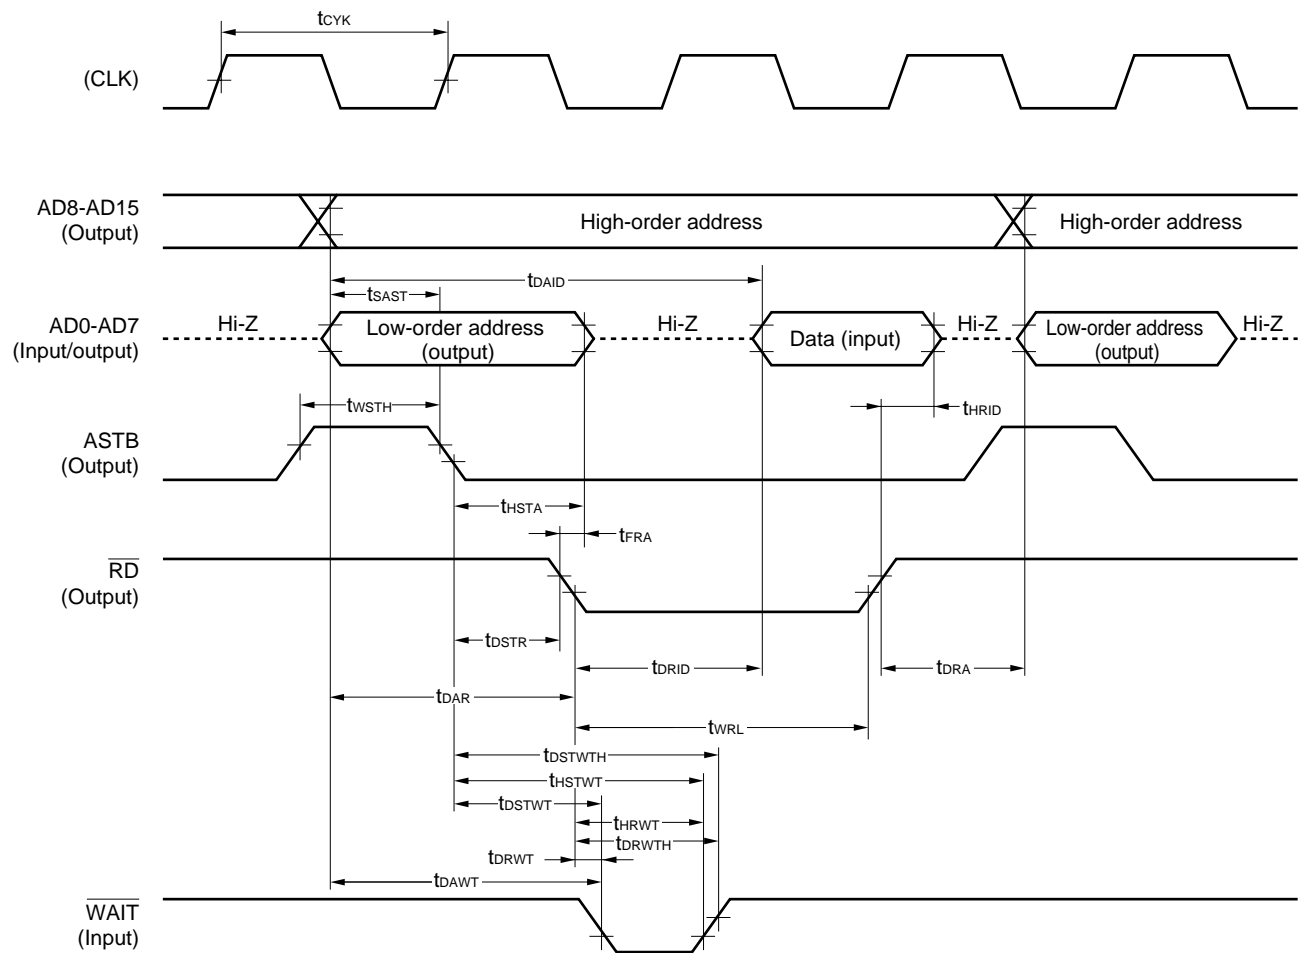 tCYK
(CLK)
AD8-AD15
(Output)
High-order address
High-order address
tDAID
tSAST
AD0-AD7
(Input/output)
Hi-Z
Low-order address
(output)
Hi-Z
Data (input)
Hi-Z
Low-order address
(output)
Hi-Z
tWSTH
tHRID
ASTB
(Output)
tHSTA
tFRA
RD
(Output)
tDSTR
tDRID
tDRA
tDAR
tWRL
tDSTWTH
tHSTWT
tDSTWT
tHRWT
tDRWTH
tDRWT
tDAWT
WAIT
(Input)